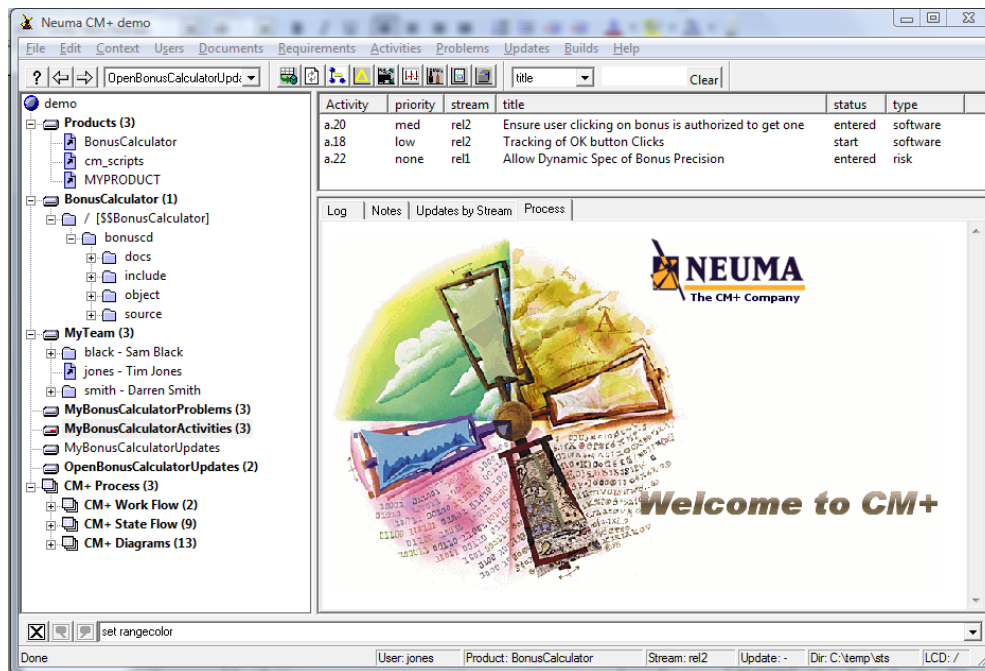 Neuma CM+ demo
File Edit Context Users Documents Requirements Activities Problems Updates Builds Help
? OpenBonusCalculatorUpda title Clear
demo
Products (3)
BonusCalculator
cm_scripts
MYPRODUCT
BonusCalculator (1)
/ [$$BonusCalculator]
bonuscd
docs
include
object
source
MyTeam (3)
black - Sam Black
jones - Tim Jones
smith - Darren Smith
MyBonusCalculatorProblems (3)
MyBonusCalculatorActivities (3)
MyBonusCalculatorUpdates
OpenBonusCalculatorUpdates (2)
CM+ Process (3)
CM+ Work Flow (2)
CM+ State Flow (9)
CM+ Diagrams (13)
Activity priority stream title status type
a.20 med rel2 Ensure user clicking on bonus is authorized to get one entered software
a.18 low rel2 Tracking of OK button Clicks start software
a.22 none rel1 Allow Dynamic Spec of Bonus Precision entered risk
Log Notes Updates by Stream Process
NEUMA
The CM+ Company
Welcome to CM+
set rangecolor
Done User: jones Product: BonusCalculator Stream: rel2 Update: - Dir: C:\temp\sts LCD: /